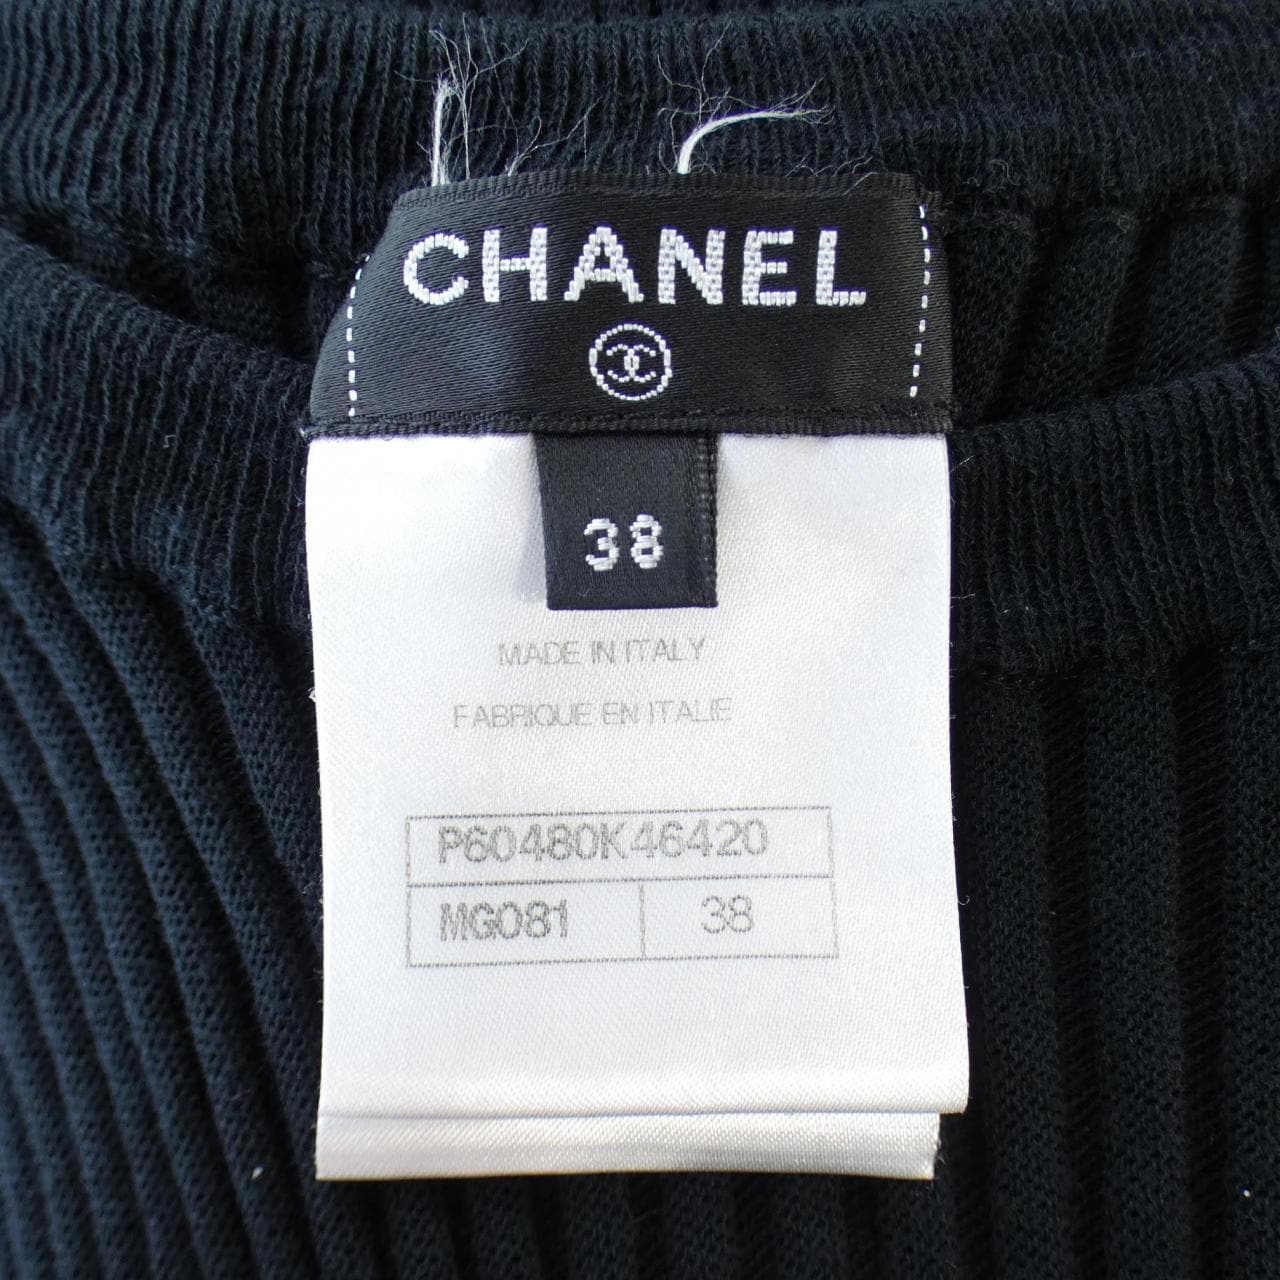 CHANEL
38
MADE IN ITALY
FABRIQUE EN ITALIE
P60480K46420
MG081 38